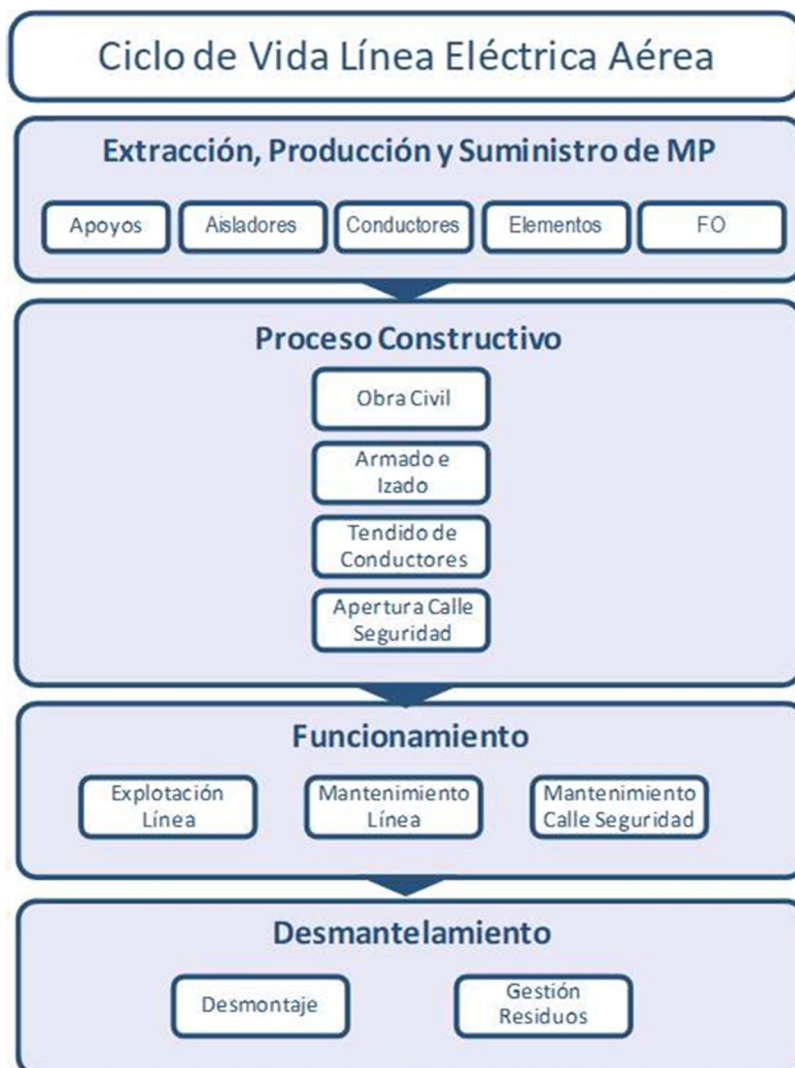 Ciclo de Vida Línea Eléctrica Aérea
Extracción, Producción y Suministro de MP
Apoyos
Aisladores
Conductores
Elementos
FO
Proceso Constructivo
Obra Civil
Armado e
Izado
Tendido de
Conductores
Apertura Calle
Seguridad
Funcionamiento
Explotación
Línea
Mantenimiento
Línea
Mantenimiento
Calle Seguridad
Desmantelamiento
Desmontaje
Gestión
Residuos